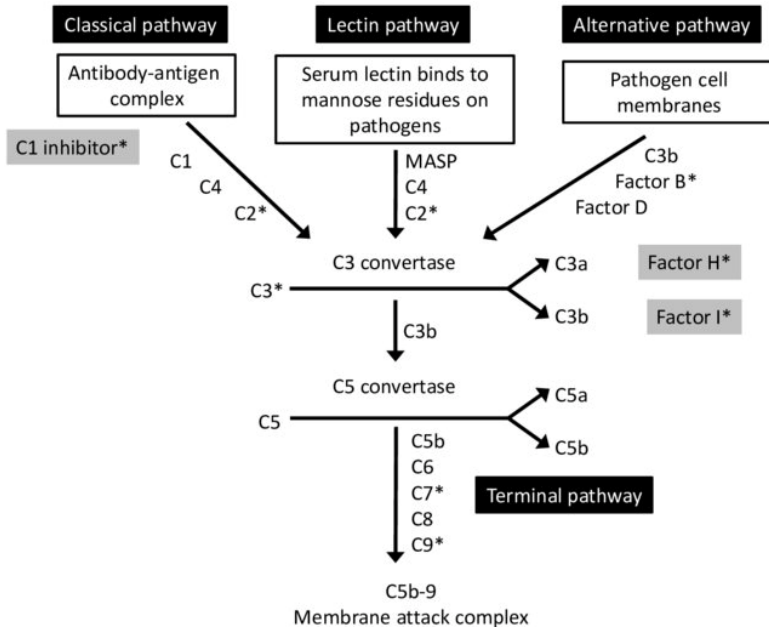 Classical pathway
Lectin pathway
Alternative pathway
Antibody-antigen
complex
Serum lectin binds to
mannose residues on
pathogens
Pathogen cell
membranes
C1 inhibitor*
C1
C4
C2*
MASP
C4
C2*
C3b
Factor B*
Factor D
C3 convertase
C3*
C3a
C3b
Factor H*
Factor I*
C3b
C5 convertase
C5
C5a
C5b
C5b
C6
C7*
C8
C9*
Terminal pathway
C5b-9
Membrane attack complex